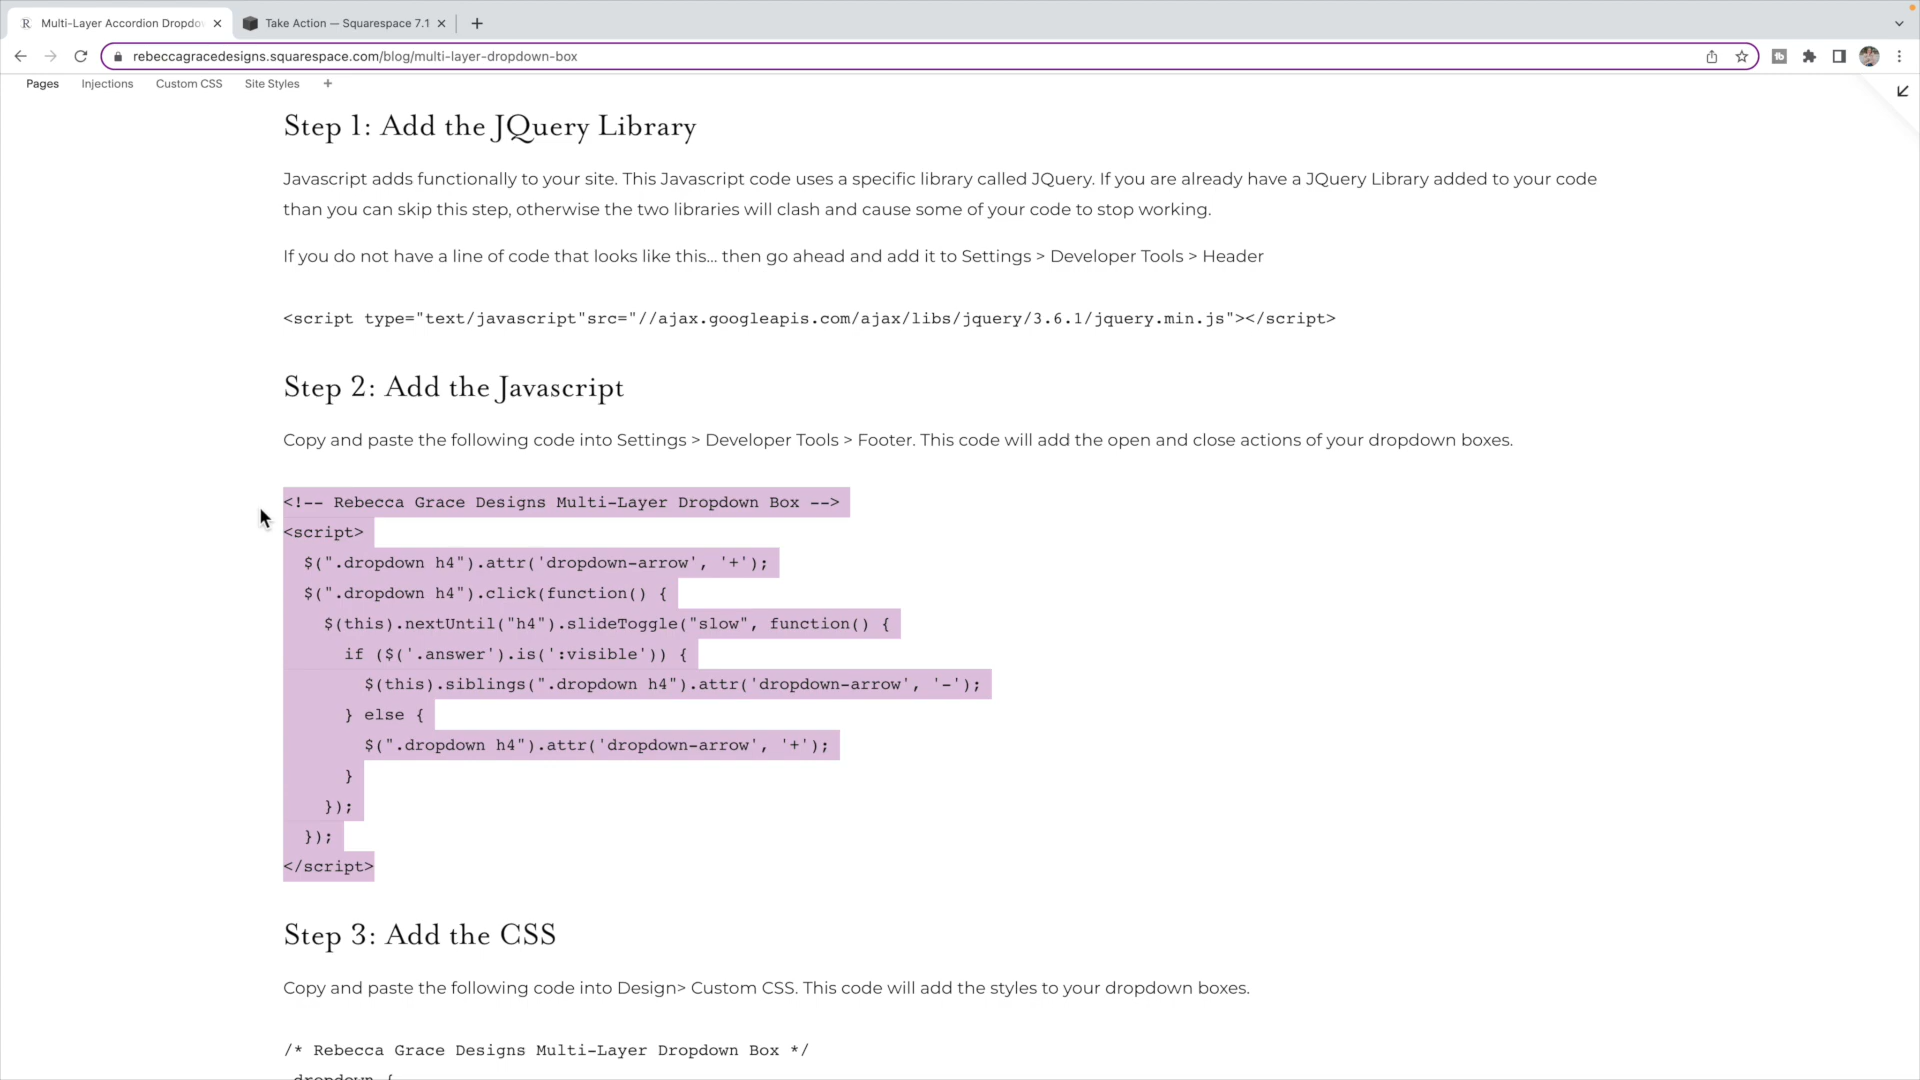 Multi-Layer Accordion Dropdo
Take Action — Squarespace 7.1
rebeccagracedesigns.squarespace.com/blog/multi-layer-dropdown-box
Pages Injections Custom CSS Site Styles +
Step 1: Add the JQuery Library
Javascript adds functionally to your site. This Javascript code uses a specific library called JQuery. If you are already have a JQuery Library added to your code
than you can skip this step, otherwise the two libraries will clash and cause some of your code to stop working.
If you do not have a line of code that looks like this... then go ahead and add it to Settings > Developer Tools > Header
<script type="text/javascript"src="//ajax.googleapis.com/ajax/libs/jquery/3.6.1/jquery.min.js"></script>
Step 2: Add the Javascript
Copy and paste the following code into Settings > Developer Tools > Footer. This code will add the open and close actions of your dropdown boxes.
<!-- Rebecca Grace Designs Multi-Layer Dropdown Box -->
<script>
$(".dropdown h4").attr('dropdown-arrow', '+');
$(".dropdown h4").click(function() {
$(this).nextUntil("h4").slideToggle("slow", function() {
if ($('.answer').is(':visible')) {
$(this).siblings(".dropdown h4").attr('dropdown-arrow', '-');
} else {
$(".dropdown h4").attr('dropdown-arrow', '+');
}
});
});
</script>
Step 3: Add the CSS
Copy and paste the following code into Design> Custom CSS. This code will add the styles to your dropdown boxes.
/* Rebecca Grace Designs Multi-Layer Dropdown Box */
.dropdown {